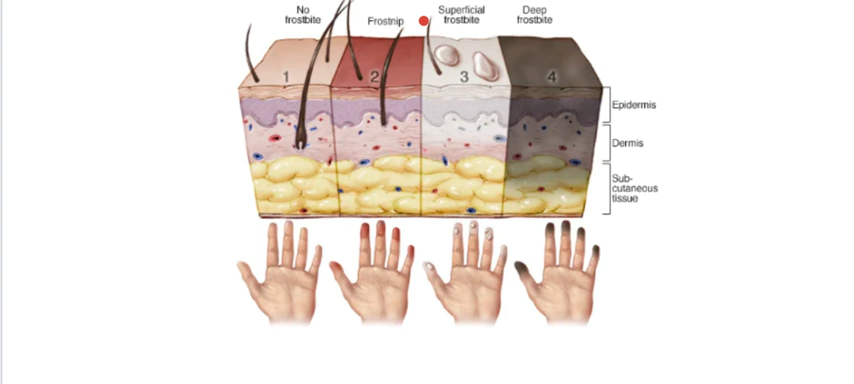 No
frostbite
Frostnip
Superficial
frostbite
Deep
frostbite
1
2
3
4
Epidermis
Dermis
Sub-
cutaneous
tissue